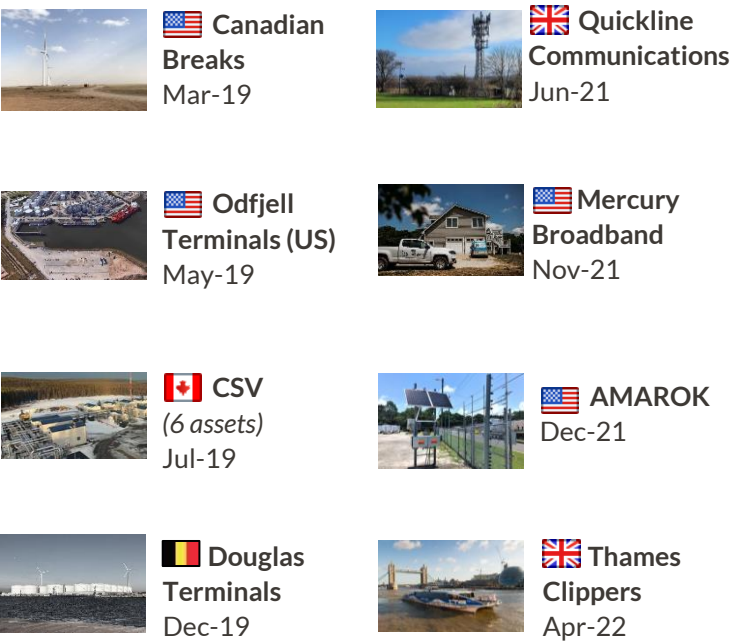 Canadian
Breaks
Mar-19
Odfjell
Terminals (US)
May-19
CSV
(6 assets)
Jul-19
Douglas
Terminals
Dec-19
Quickline
Communications
Jun-21
Mercury
Broadband
Nov-21
AMAROK
Dec-21
Thames
Clippers
Apr-22